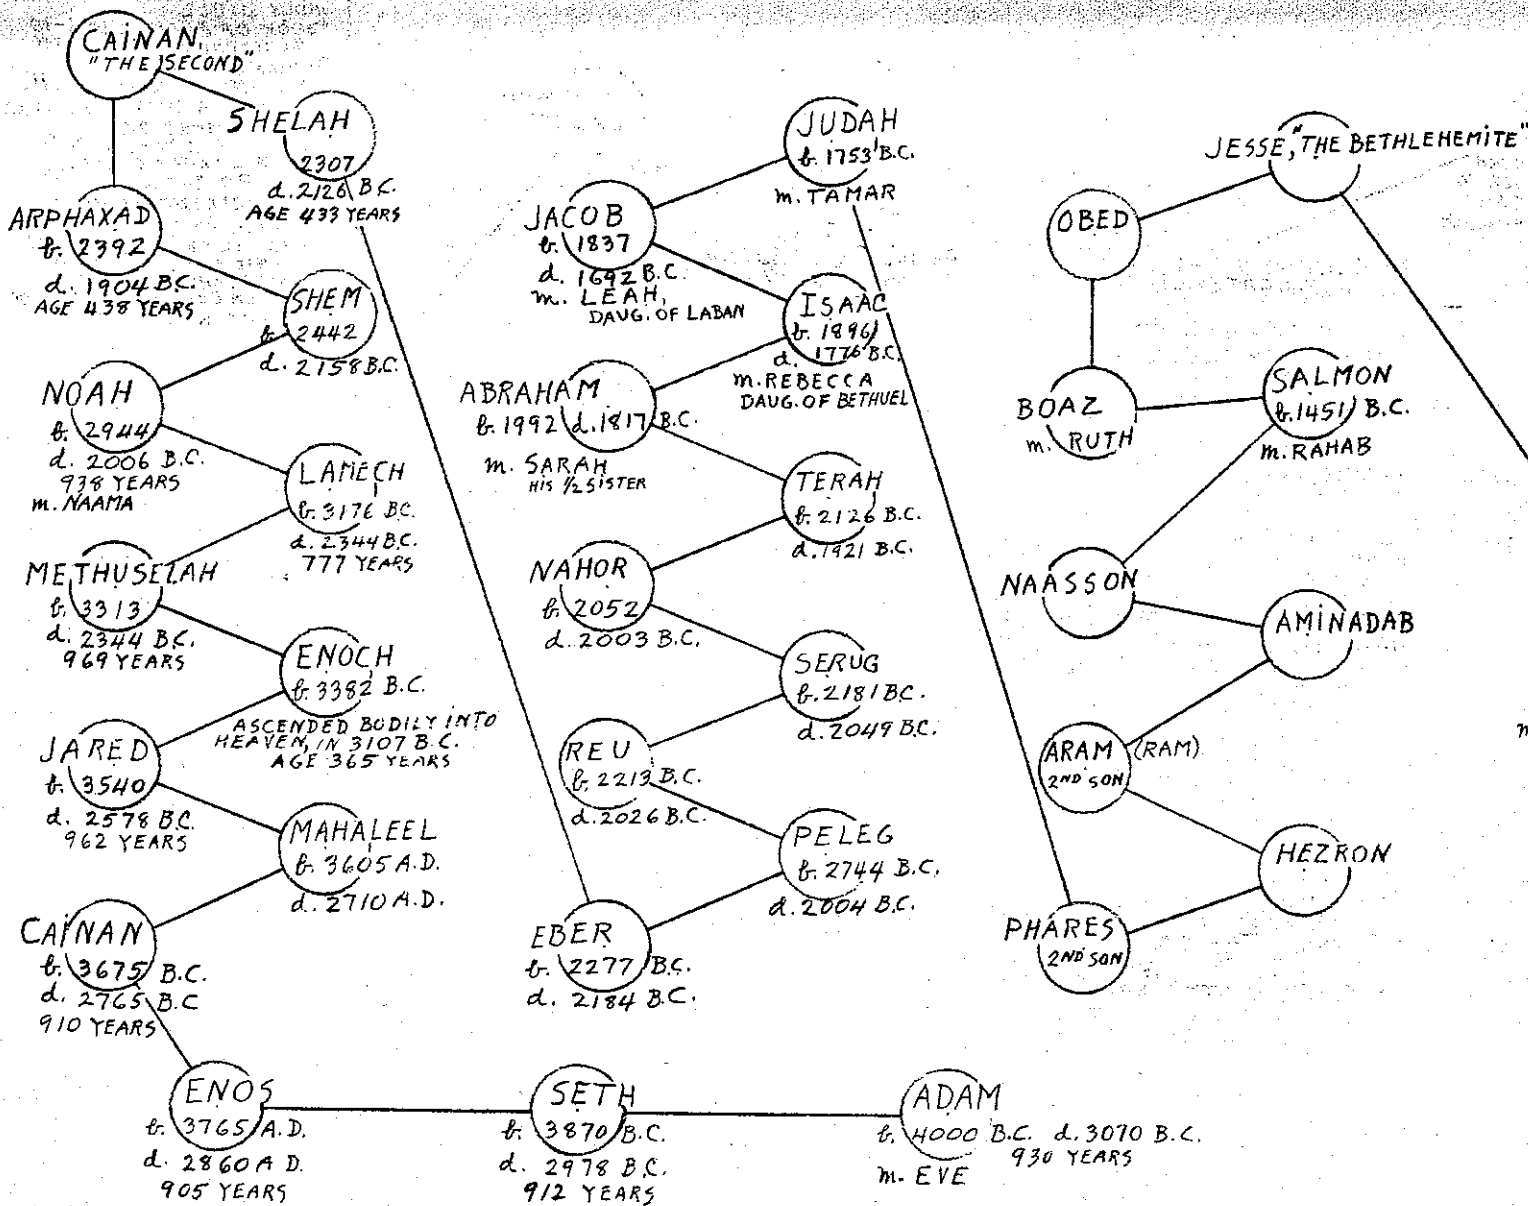 CAINAN,
"THE SECOND"
SHELAH
2307
d. 2126 B.C.
AGE 433 YEARS
ARPHAXAD
b. 2392
d. 1904 B.C.
AGE 438 YEARS
SHEM
b. 2442
d. 2158 B.C.
NOAH
b. 2944
d. 2006 B.C.
938 YEARS
m. NAAMA
LAMECH
b. 3176 B.C.
d. 2344 B.C.
777 YEARS
METHUSELAH
b. 3313
d. 2344 B.C.
969 YEARS
ENOCH
b. 3382 B.C.
ASCENDED BODILY INTO
HEAVEN, IN 3107 B.C.
AGE 365 YEARS
JARED
b. 3540
d. 2578 B.C.
962 YEARS
MAHALEEL
b. 3605 A.D.
d. 2710 A.D.
CAINAN
b. 3675 B.C.
d. 2765 B.C
910 YEARS
ENOS
b. 3765 A.D.
d. 2860 A D.
905 YEARS
SETH
b. 3870 B.C.
d. 2978 B.C.
912 YEARS
ADAM
b. 4000 B.C. d. 3070 B.C.
930 YEARS
m. EVE
JUDAH
b. 1753 B.C.
m. TAMAR
JACOB
b. 1837
d. 1692 B.C.
m. LEAH,
DAUG. OF LABAN
ISAAC
b. 1896
d. 1776 B.C.
m. REBECCA
DAUG. OF BETHUEL
ABRAHAM
b. 1992 d. 1817 B.C.
m. SARAH
HIS 1/2 SISTER
TERAH
b. 2126 B.C.
d. 1921 B.C.
NAHOR
b. 2052
d. 2003 B.C.
SERUG
b. 2181 B.C.
d. 2049 B.C.
REU
b. 2213 B.C.
d. 2026 B.C.
PELEG
b. 2744 B.C.
d. 2004 B.C.
EBER
b. 2277 B.C.
d. 2184 B.C.
JESSE, "THE BETHLEHEMITE"
OBED
BOAZ
m. RUTH
SALMON
b. 1451 B.C.
m. RAHAB
NAASSON
AMINADAB
ARAM (RAM)
2ND SON
HEZRON
PHARES
2ND SON
m